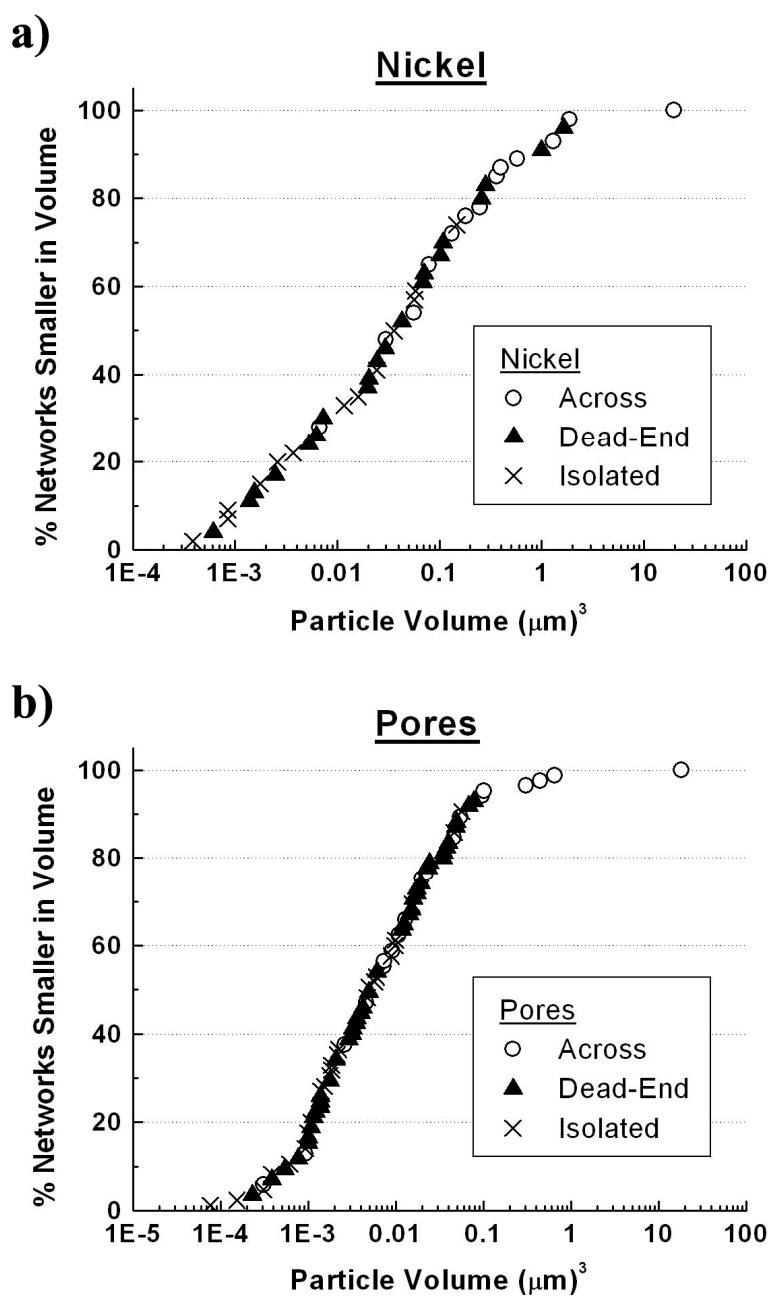 a)
Nickel
% Networks Smaller in Volume
100
80
60
40
20
0
Nickel
Across
Dead-End
Isolated
1E-4 1E-3 0.01 0.1 1 10 100
Particle Volume (μm)³
b)
Pores
% Networks Smaller in Volume
100
80
60
40
20
0
Pores
Across
Dead-End
Isolated
1E-5 1E-4 1E-3 0.01 0.1 1 10 100
Particle Volume (μm)³